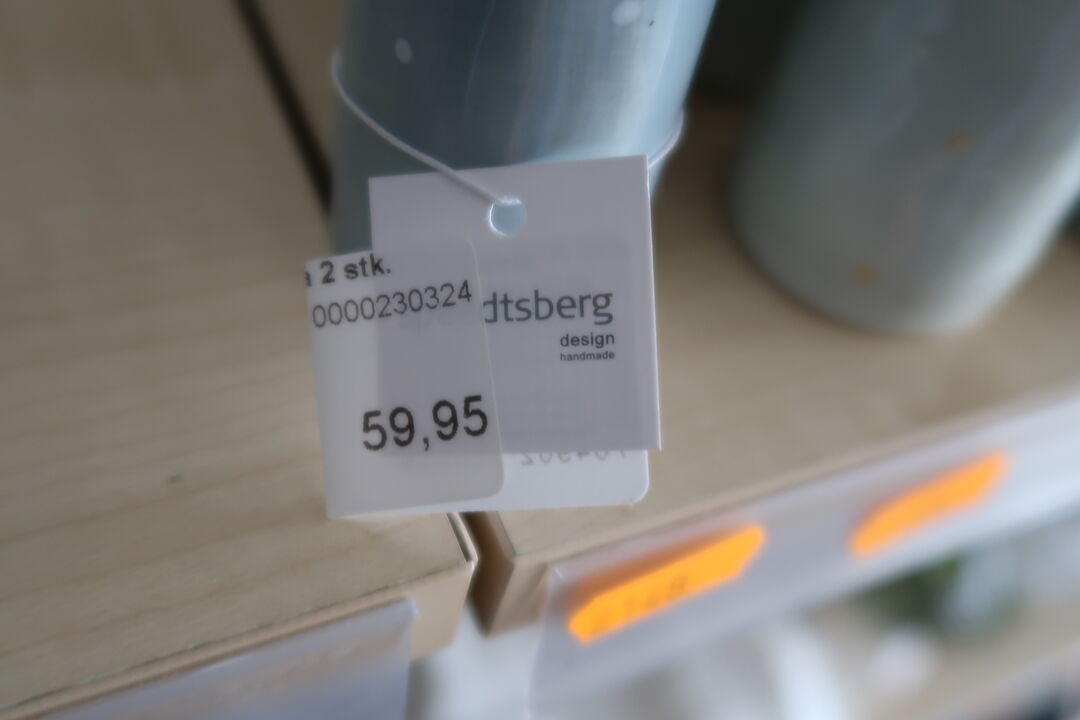 a 2 stk.
0000230324
59,95
dtsberg
design
handmade